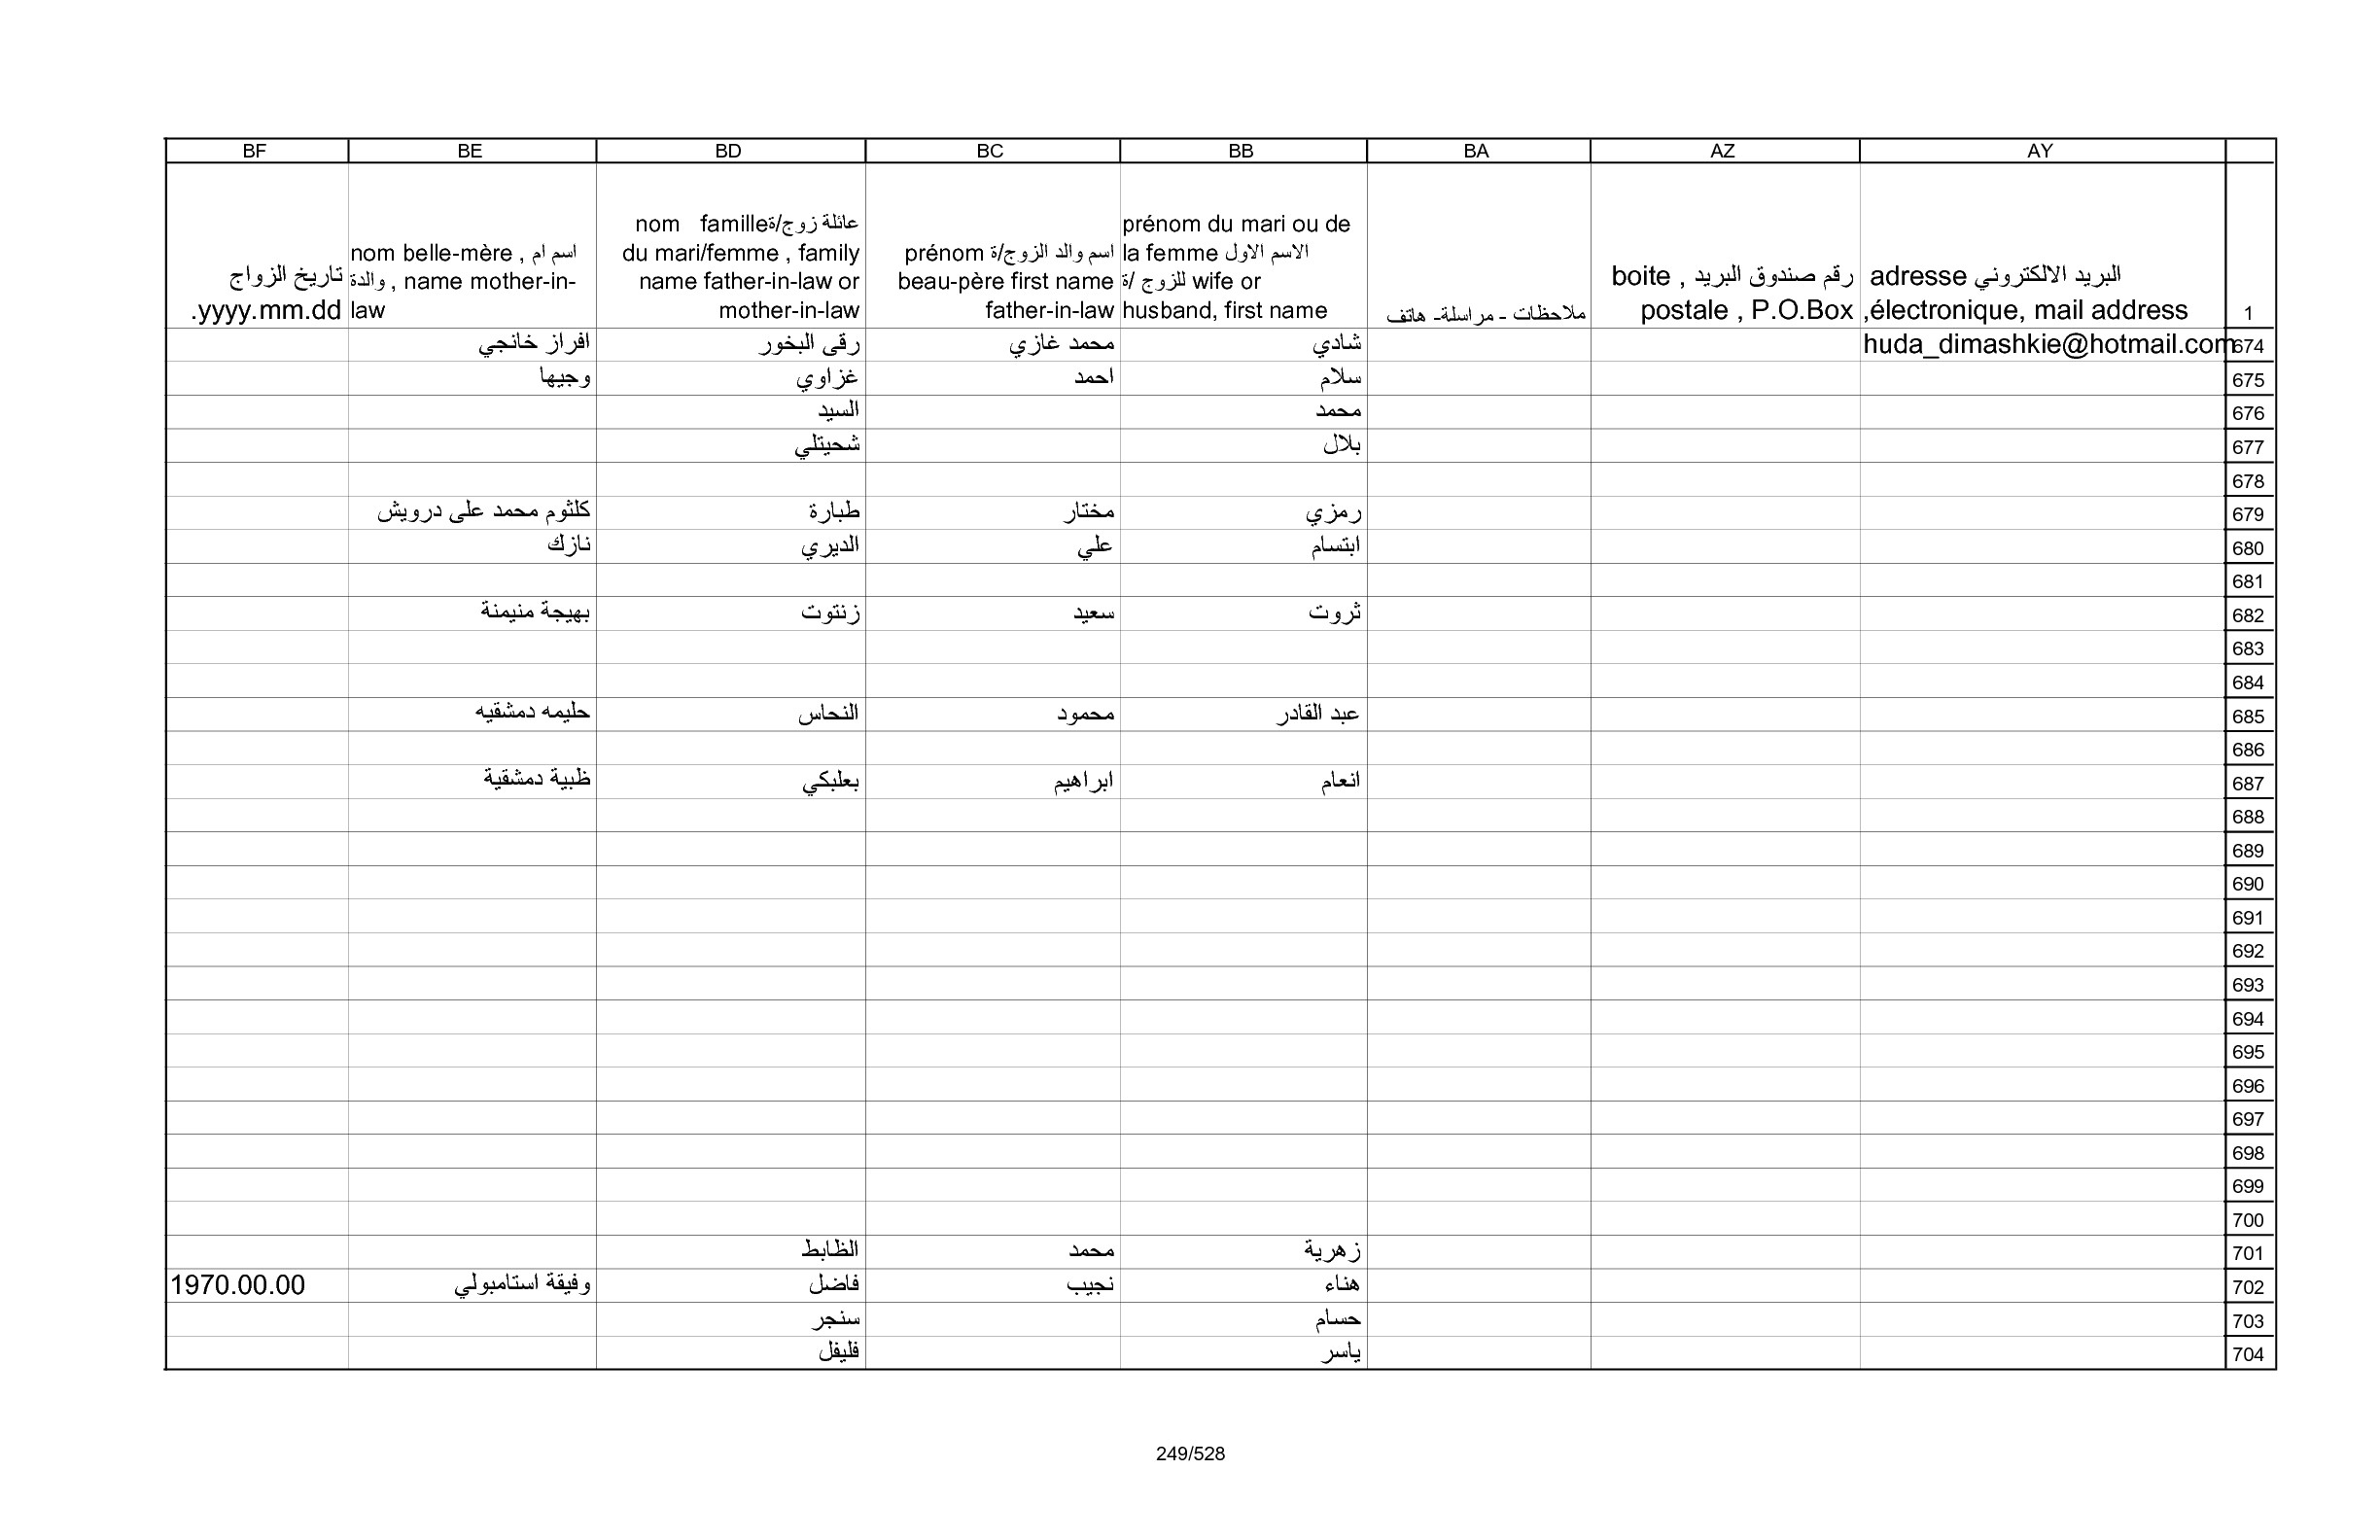 AY AZ BA BB BC BD BE BF
1
البريد الالكتروني adresse
électronique, mail address,
رقم صندوق البريد , boite
postale , P.O.Box
ملاحظات - مراسلة- هاتف
prénom du mari ou de
la femme الاسم الاول
للزوج /ة wife or
husband, first name
اسم والد الزوج/ة prénom
beau-père first name
father-in-law
عائلة زوج/ة nom famille
du mari/femme , family
name father-in-law or
mother-in-law
nom belle-mère , اسم ام
والدة , name mother-in-
law
تاريخ الزواج
yyyy.mm.dd.
674 huda_dimashkie@hotmail.com شادي محمد غازي رقى البخور افراز خانجي
675 سلام احمد غزاوي وجيها
676 محمد السيد
677 بلال شحيتلي
678
679 رمزي مختار طبارة كلثوم محمد على درويش
680 ابتسام علي الديري نازك
681
682 ثروت سعيد زنتوت بهيجة منيمنة
683
684
685 عبد القادر محمود النحاس حليمه دمشقيه
686
687 انعام ابراهيم بعلبكي ظبية دمشقية
688
689
690
691
692
693
694
695
696
697
698
699
700
701 زهرية محمد الظابط
702 هناء نجيب فاضل وفيقة استامبولي 1970.00.00
703 حسام سنجر
704 ياسر فليفل
249/528